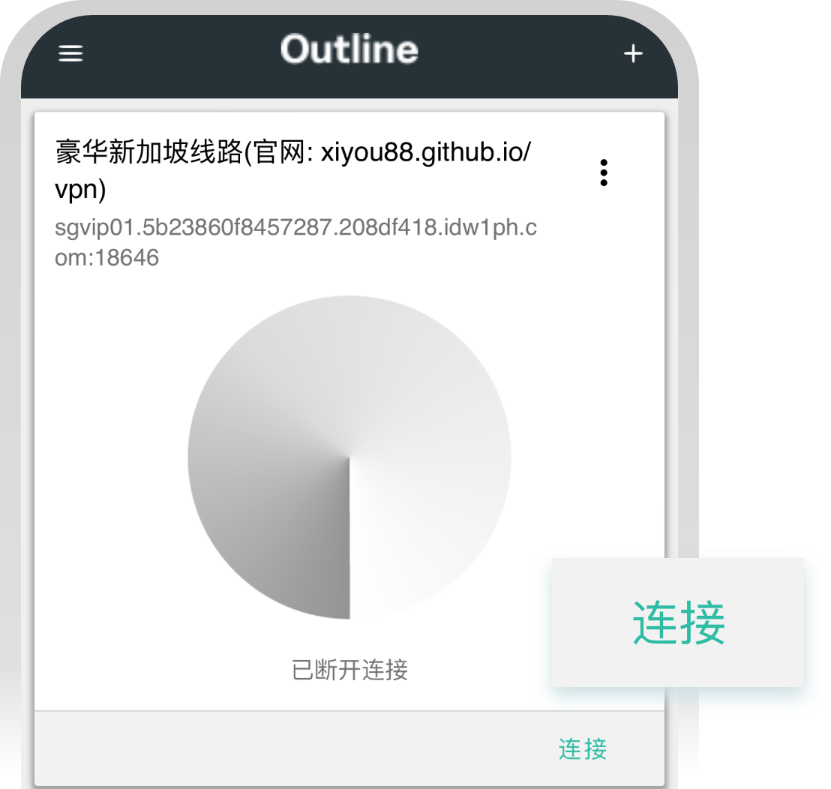 Outline
豪华新加坡线路(官网: xiyou88.github.io/
vpn)
sgvip01.5b23860f8457287.208df418.idw1ph.c
om:18646
已断开连接
连接
连接